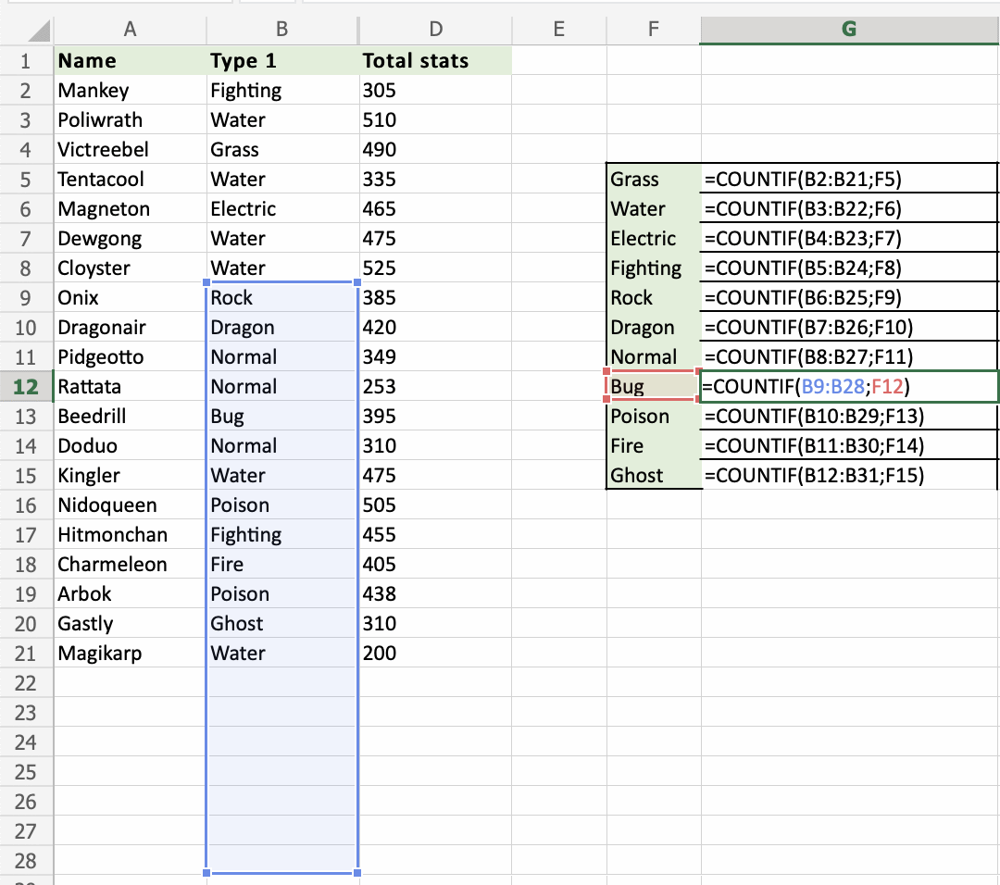 A B D E F G
1 Name Type 1 Total stats
2 Mankey Fighting 305
3 Poliwrath Water 510
4 Victreebel Grass 490
5 Tentacool Water 335 Grass =COUNTIF(B2:B21;F5)
6 Magneton Electric 465 Water =COUNTIF(B3:B22;F6)
7 Dewgong Water 475 Electric =COUNTIF(B4:B23;F7)
8 Cloyster Water 525 Fighting =COUNTIF(B5:B24;F8)
9 Onix Rock 385 Rock =COUNTIF(B6:B25;F9)
10 Dragonair Dragon 420 Dragon =COUNTIF(B7:B26;F10)
11 Pidgeotto Normal 349 Normal =COUNTIF(B8:B27;F11)
12 Rattata Normal 253 Bug =COUNTIF(B9:B28;F12)
13 Beedrill Bug 395 Poison =COUNTIF(B10:B29;F13)
14 Doduo Normal 310 Fire =COUNTIF(B11:B30;F14)
15 Kingler Water 475 Ghost =COUNTIF(B12:B31;F15)
16 Nidoqueen Poison 505
17 Hitmonchan Fighting 455
18 Charmeleon Fire 405
19 Arbok Poison 438
20 Gastly Ghost 310
21 Magikarp Water 200
22
23
24
25
26
27
28